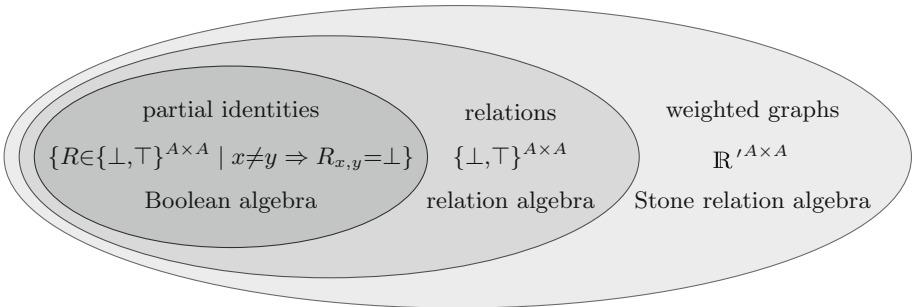 partial identities
{R∈{⊥,⊤}^{A×A} | x≠y ⇒ R_{x,y}=⊥}
Boolean algebra
relations
{⊥,⊤}^{A×A}
relation algebra
weighted graphs
ℝ′^{A×A}
Stone relation algebra